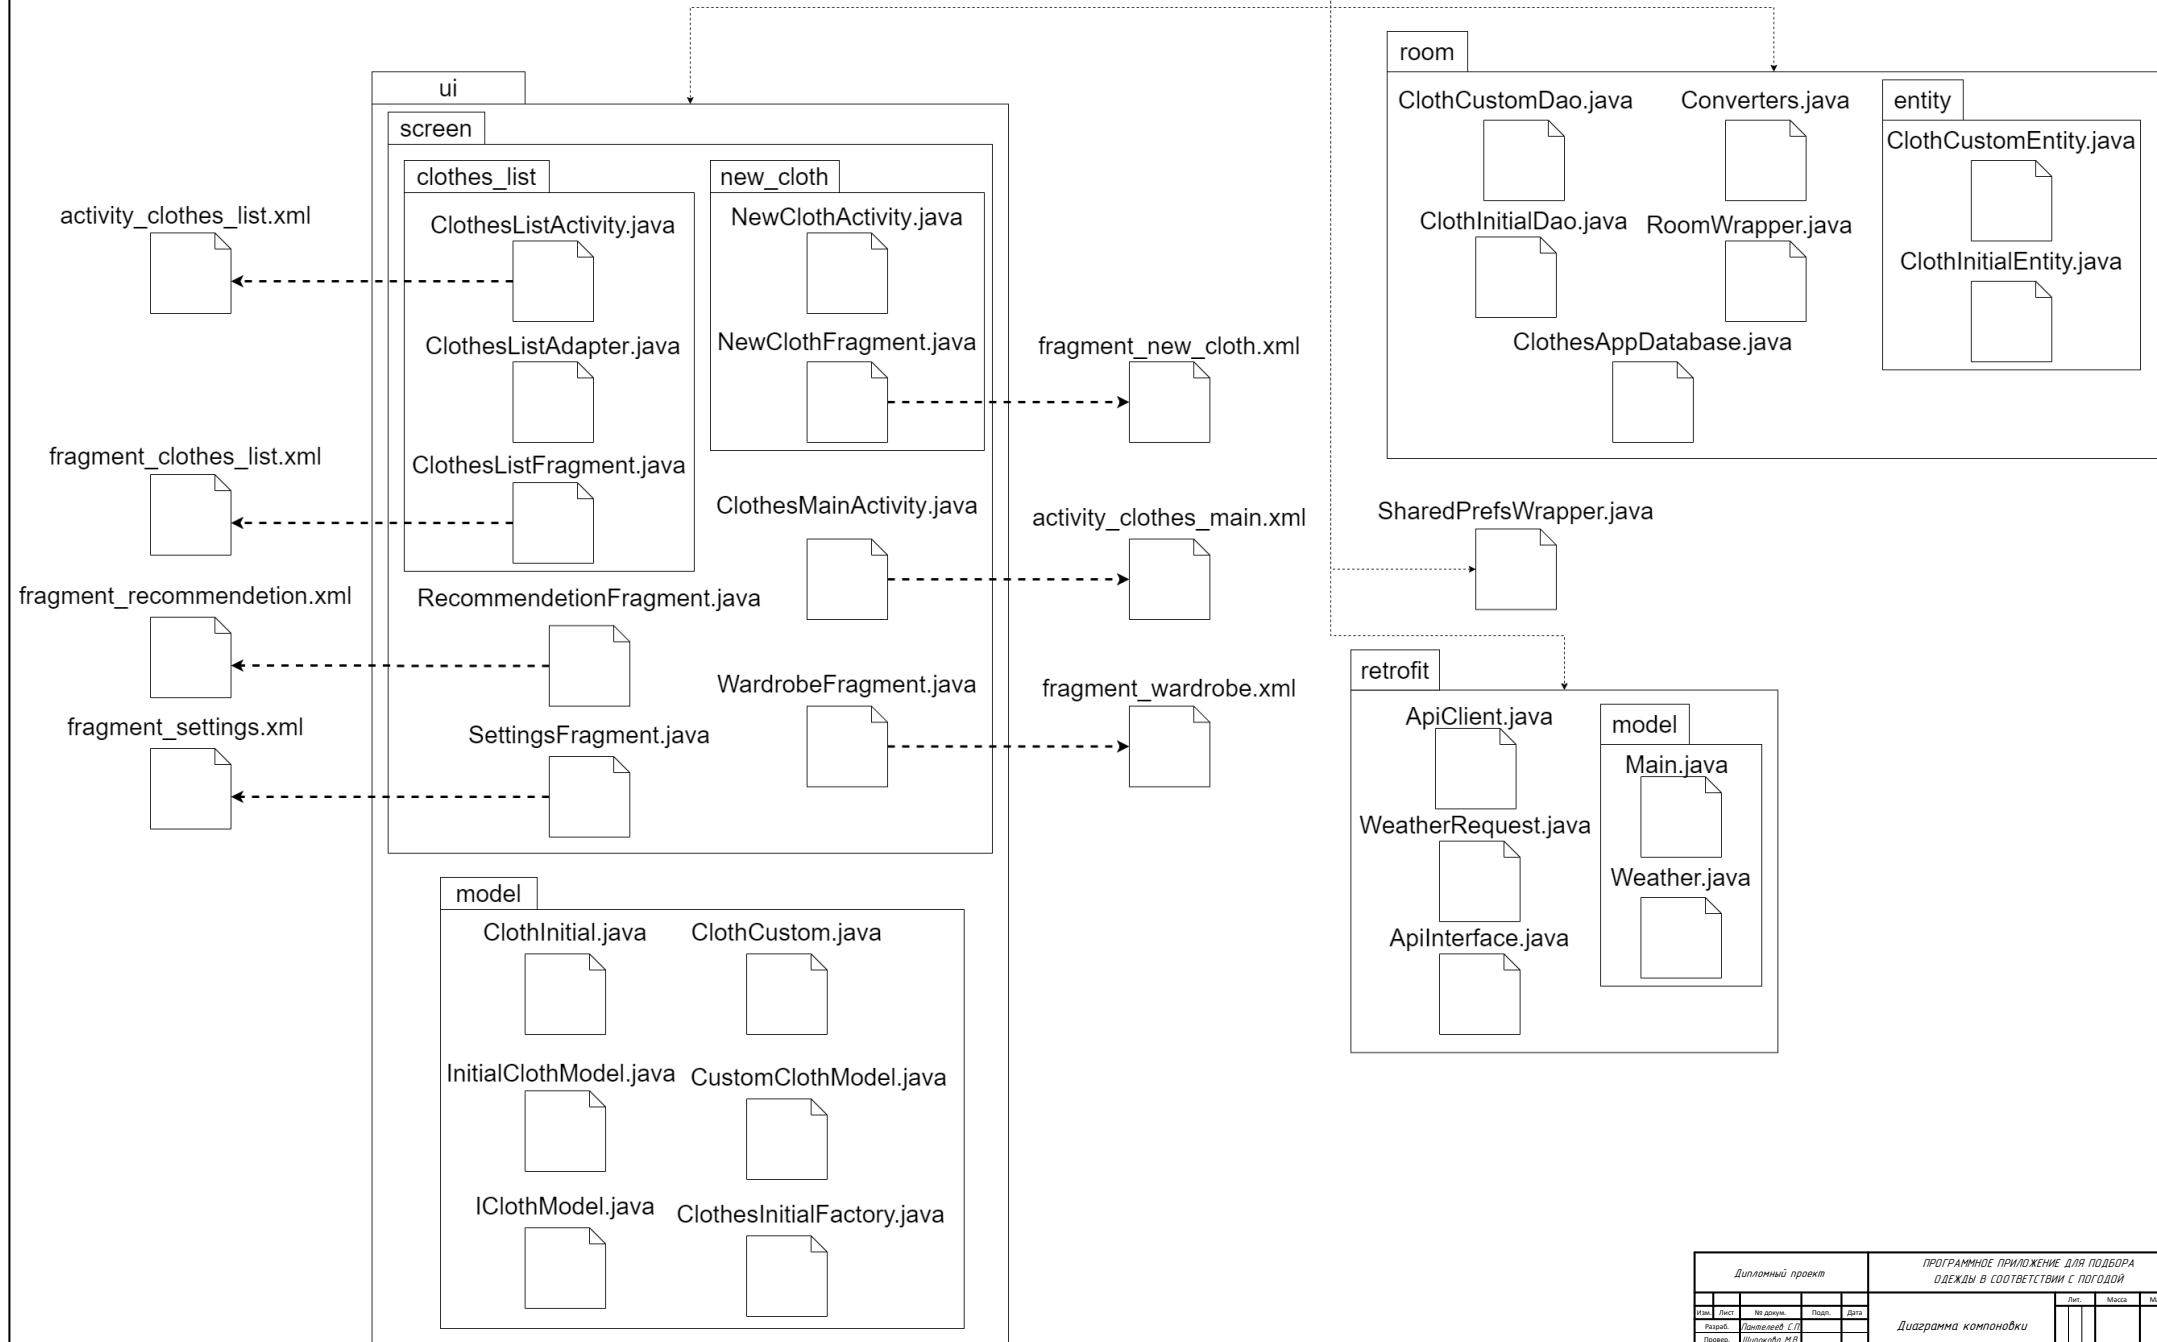 ui
screen
clothes_list
ClothesListActivity.java
ClothesListAdapter.java
ClothesListFragment.java
new_cloth
NewClothActivity.java
NewClothFragment.java
ClothesMainActivity.java
RecommendetionFragment.java
WardrobeFragment.java
SettingsFragment.java
activity_clothes_list.xml
fragment_clothes_list.xml
fragment_recommendetion.xml
fragment_settings.xml
fragment_new_cloth.xml
activity_clothes_main.xml
fragment_wardrobe.xml
model
ClothInitial.java
ClothCustom.java
InitialClothModel.java
CustomClothModel.java
IClothModel.java
ClothesInitialFactory.java
room
ClothCustomDao.java
Converters.java
ClothInitialDao.java
RoomWrapper.java
ClothesAppDatabase.java
entity
ClothCustomEntity.java
ClothInitialEntity.java
SharedPrefsWrapper.java
retrofit
ApiClient.java
WeatherRequest.java
ApiInterface.java
model
Main.java
Weather.java
Дипломный проект
ПРОГРАММНОЕ ПРИЛОЖЕНИЕ ДЛЯ ПОДБОРА
ОДЕЖДЫ В СООТВЕТСТВИИ С ПОГОДОЙ
Изм. Лист № докум. Подп. Дата
Лит. Масса
Разраб. Пантелеев С.П.
Диаграмма компоновки
Провер.